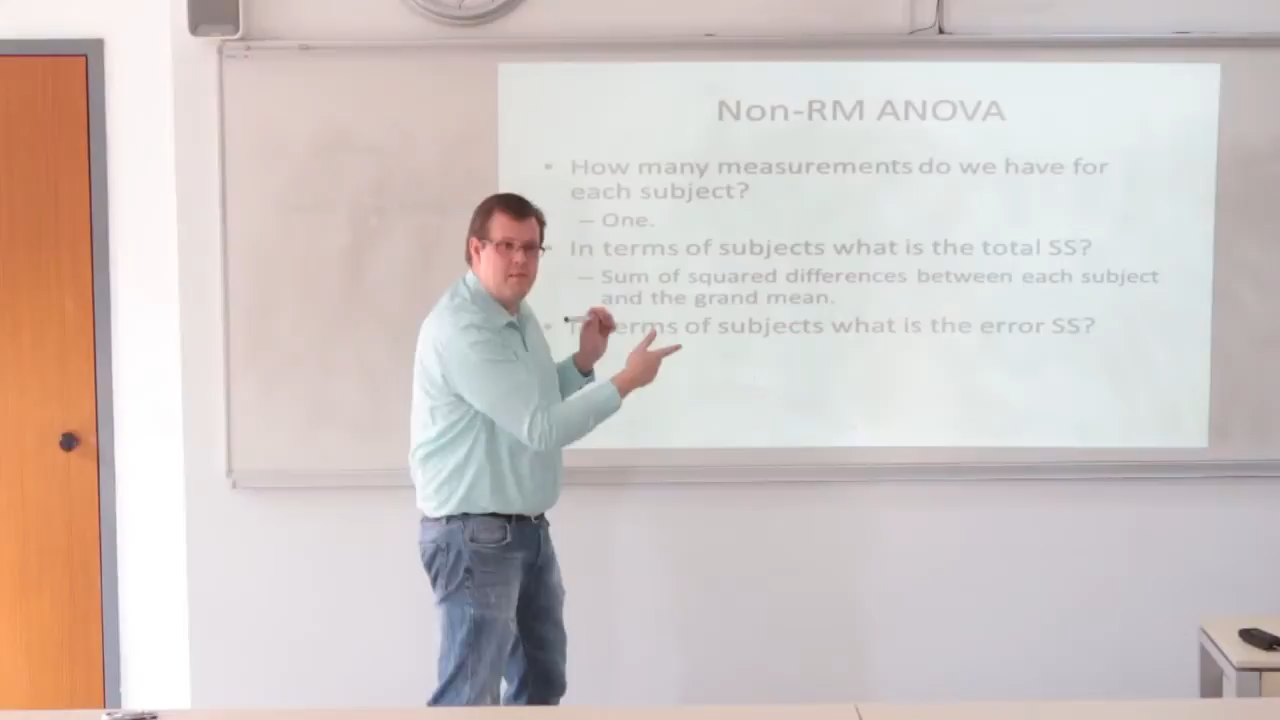 Non-RM ANOVA
• How many measurements do we have for
each subject?
– One.
In terms of subjects what is the total SS?
– Sum of squared differences between each subject
and the grand mean.
• terms of subjects what is the error SS?